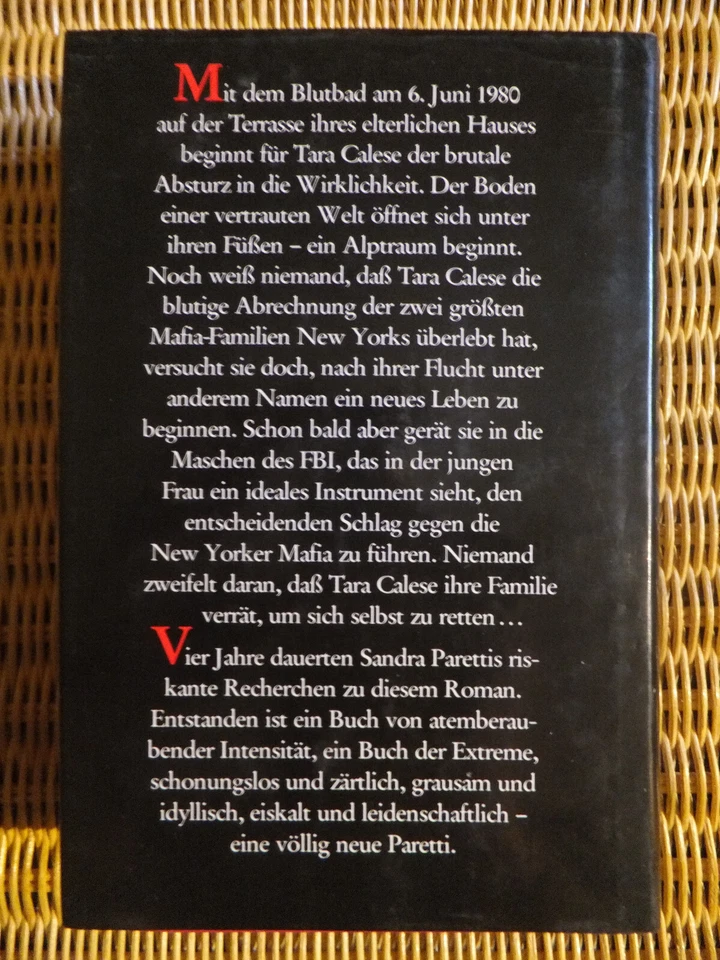 Mit dem Blutbad am 6. Juni 1980
auf der Terrasse ihres elterlichen Hauses
beginnt für Tara Calese der brutale
Absturz in die Wirklichkeit. Der Boden
einer vertrauten Welt öffnet sich unter
ihren Füßen – ein Alptraum beginnt.
Noch weiß niemand, daß Tara Calese die
blutige Abrechnung der zwei größten
Mafia-Familien New Yorks überlebt hat,
versucht sie doch, nach ihrer Flucht unter
anderem Namen ein neues Leben zu
beginnen. Schon bald aber gerät sie in die
Maschen des FBI, das in der jungen
Frau ein ideales Instrument sieht, den
entscheidenden Schlag gegen die
New Yorker Mafia zu führen. Niemand
zweifelt daran, daß Tara Calese ihre Familie
verrät, um sich selbst zu retten ...
Vier Jahre dauerten Sandra Parettis ris-
kante Recherchen zu diesem Roman.
Entstanden ist ein Buch von atemberau-
bender Intensität, ein Buch der Extreme,
schonungslos und zärtlich, grausam und
idyllisch, eiskalt und leidenschaftlich –
eine völlig neue Paretti.